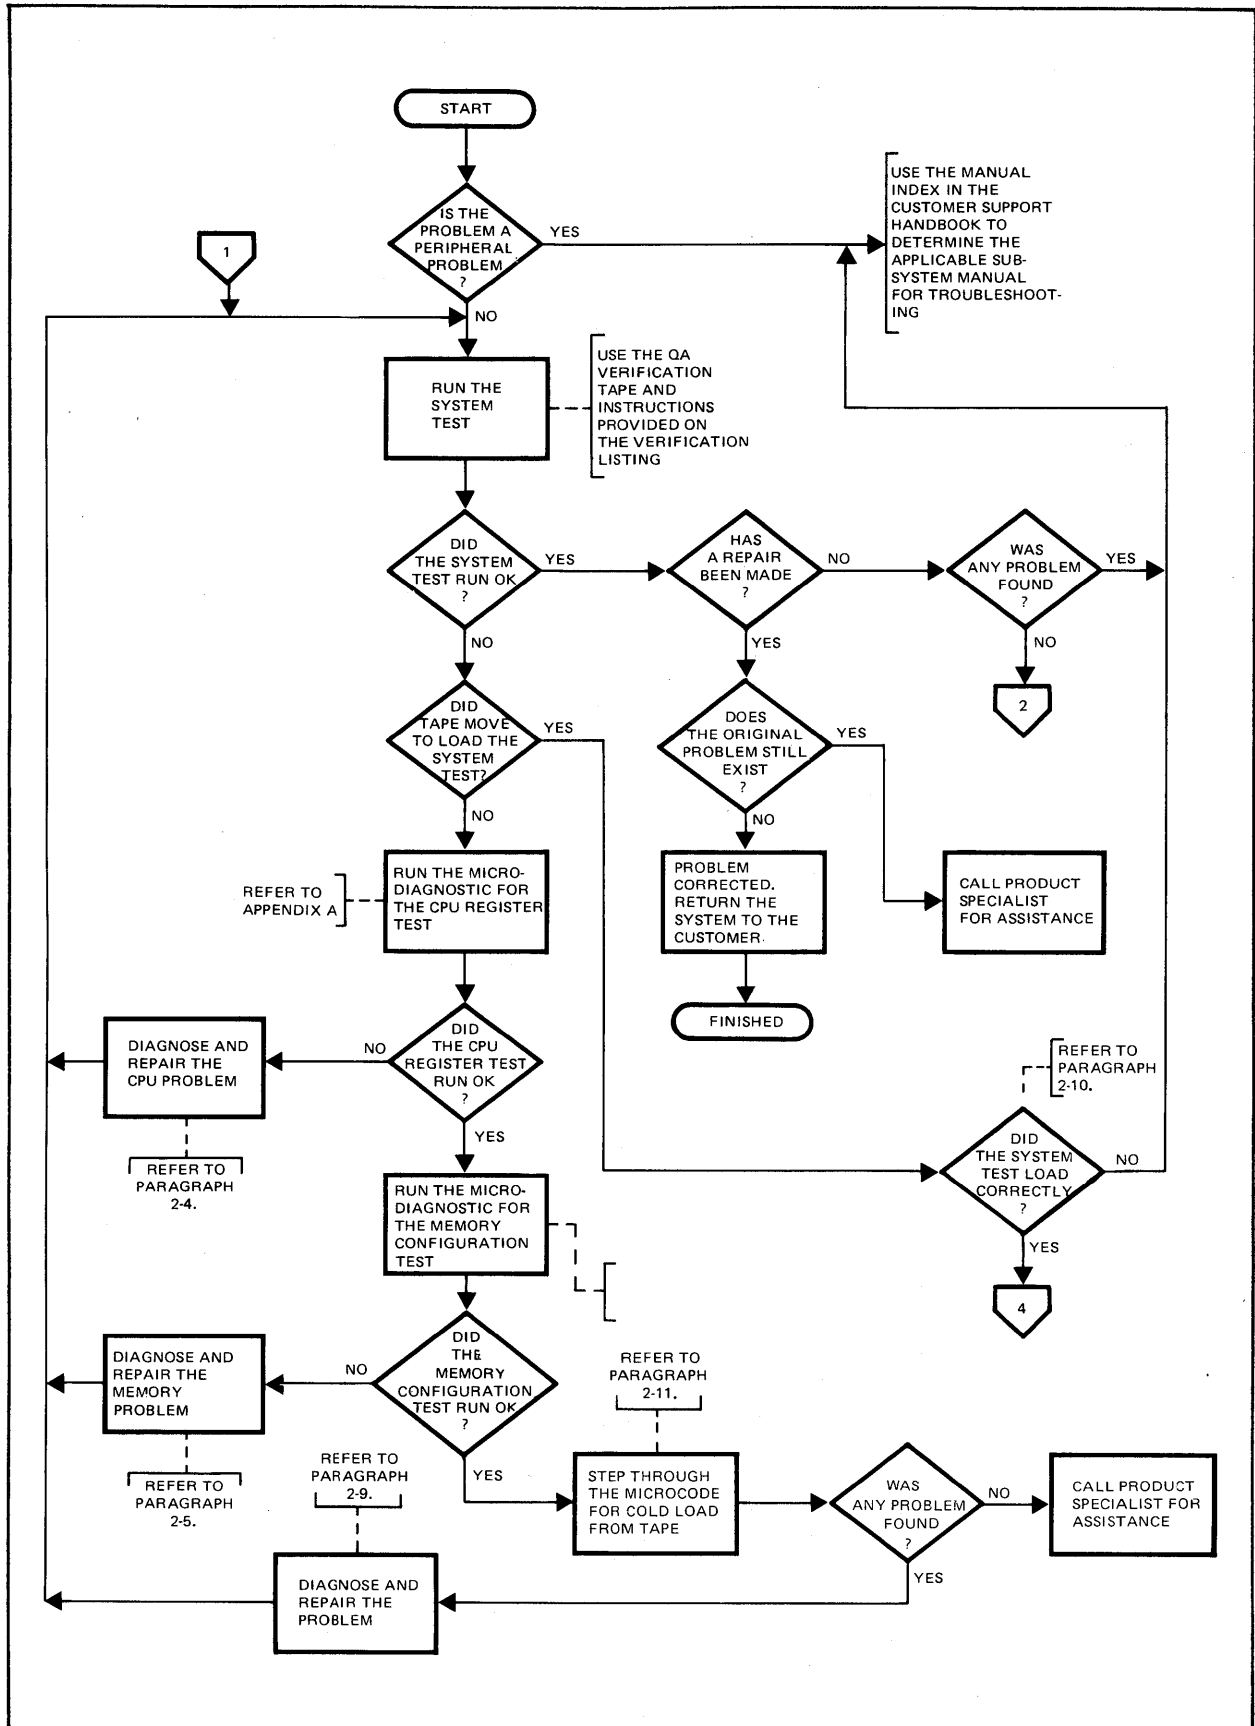 START
IS THE
PROBLEM A
PERIPHERAL
PROBLEM
?
YES
NO
USE THE MANUAL
INDEX IN THE
CUSTOMER SUPPORT
HANDBOOK TO
DETERMINE THE
APPLICABLE SUB-
SYSTEM MANUAL
FOR TROUBLESHOOT-
ING
1
RUN THE
SYSTEM
TEST
USE THE QA
VERIFICATION
TAPE AND
INSTRUCTIONS
PROVIDED ON
THE VERIFICATION
LISTING
DID
THE SYSTEM
TEST RUN OK
?
YES
NO
HAS
A REPAIR
BEEN MADE
?
NO
YES
WAS
ANY PROBLEM
FOUND
?
YES
NO
2
DID
TAPE MOVE
TO LOAD THE
SYSTEM
TEST?
YES
NO
DOES
THE ORIGINAL
PROBLEM STILL
EXIST
?
YES
NO
REFER TO
APPENDIX A
RUN THE MICRO-
DIAGNOSTIC FOR
THE CPU REGISTER
TEST
PROBLEM
CORRECTED.
RETURN THE
SYSTEM TO THE
CUSTOMER.
CALL PRODUCT
SPECIALIST
FOR ASSISTANCE
FINISHED
DIAGNOSE AND
REPAIR THE
CPU PROBLEM
NO
DID
THE CPU
REGISTER TEST
RUN OK
?
YES
REFER TO
PARAGRAPH
2-4.
REFER TO
PARAGRAPH
2-10.
DID
THE SYSTEM
TEST LOAD
CORRECTLY
?
NO
YES
4
RUN THE MICRO-
DIAGNOSTIC FOR
THE MEMORY
CONFIGURATION
TEST
DIAGNOSE AND
REPAIR THE
MEMORY
PROBLEM
NO
DID
THE
MEMORY
CONFIGURATION
TEST RUN OK
?
YES
REFER TO
PARAGRAPH
2-5.
REFER TO
PARAGRAPH
2-11.
STEP THROUGH
THE MICROCODE
FOR COLD LOAD
FROM TAPE
WAS
ANY PROBLEM
FOUND
?
NO
YES
CALL PRODUCT
SPECIALIST FOR
ASSISTANCE
REFER TO
PARAGRAPH
2-9.
DIAGNOSE AND
REPAIR THE
PROBLEM